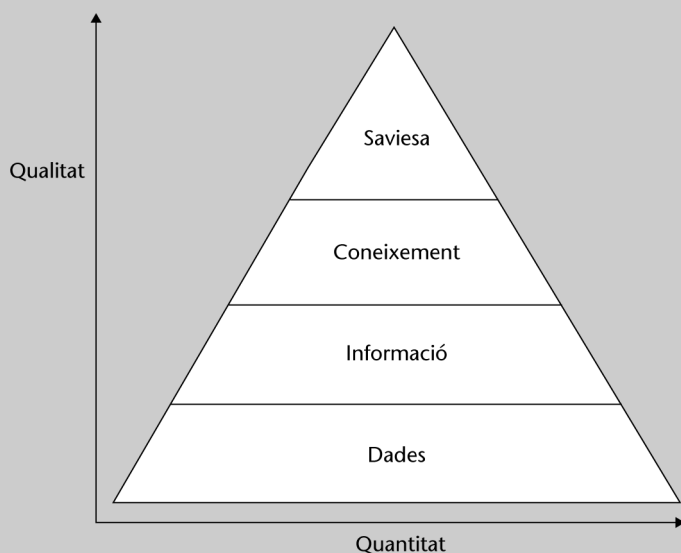 Qualitat
Saviesa
Coneixement
Informació
Dades
Quantitat